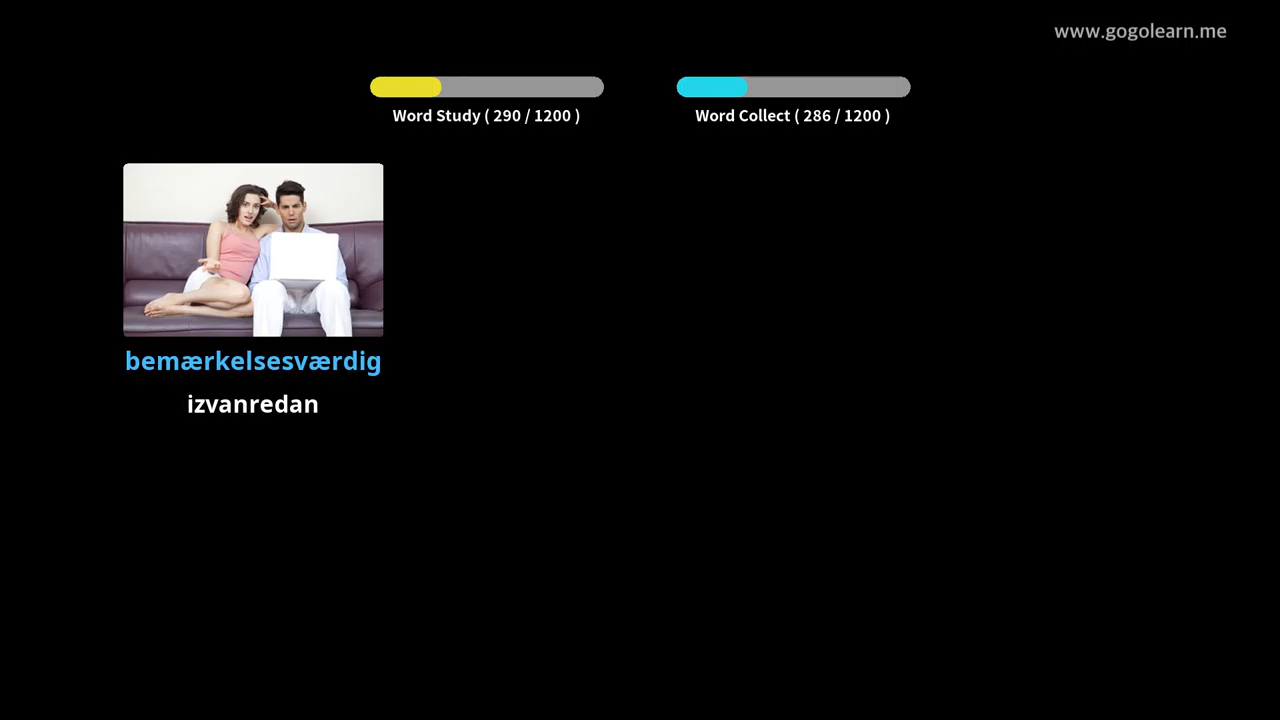 www.gogolearn.me
Word Study ( 290 / 1200 )
Word Collect ( 286 / 1200 )
bemærkelsesværdig
izvanredan